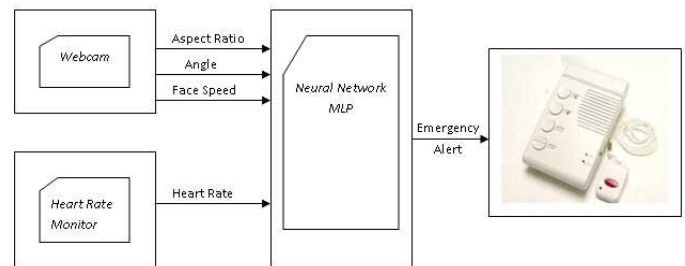 Webcam
Aspect Ratio
Angle
Face Speed
Neural Network
MLP
Emergency
Alert
Heart Rate
Monitor
Heart Rate